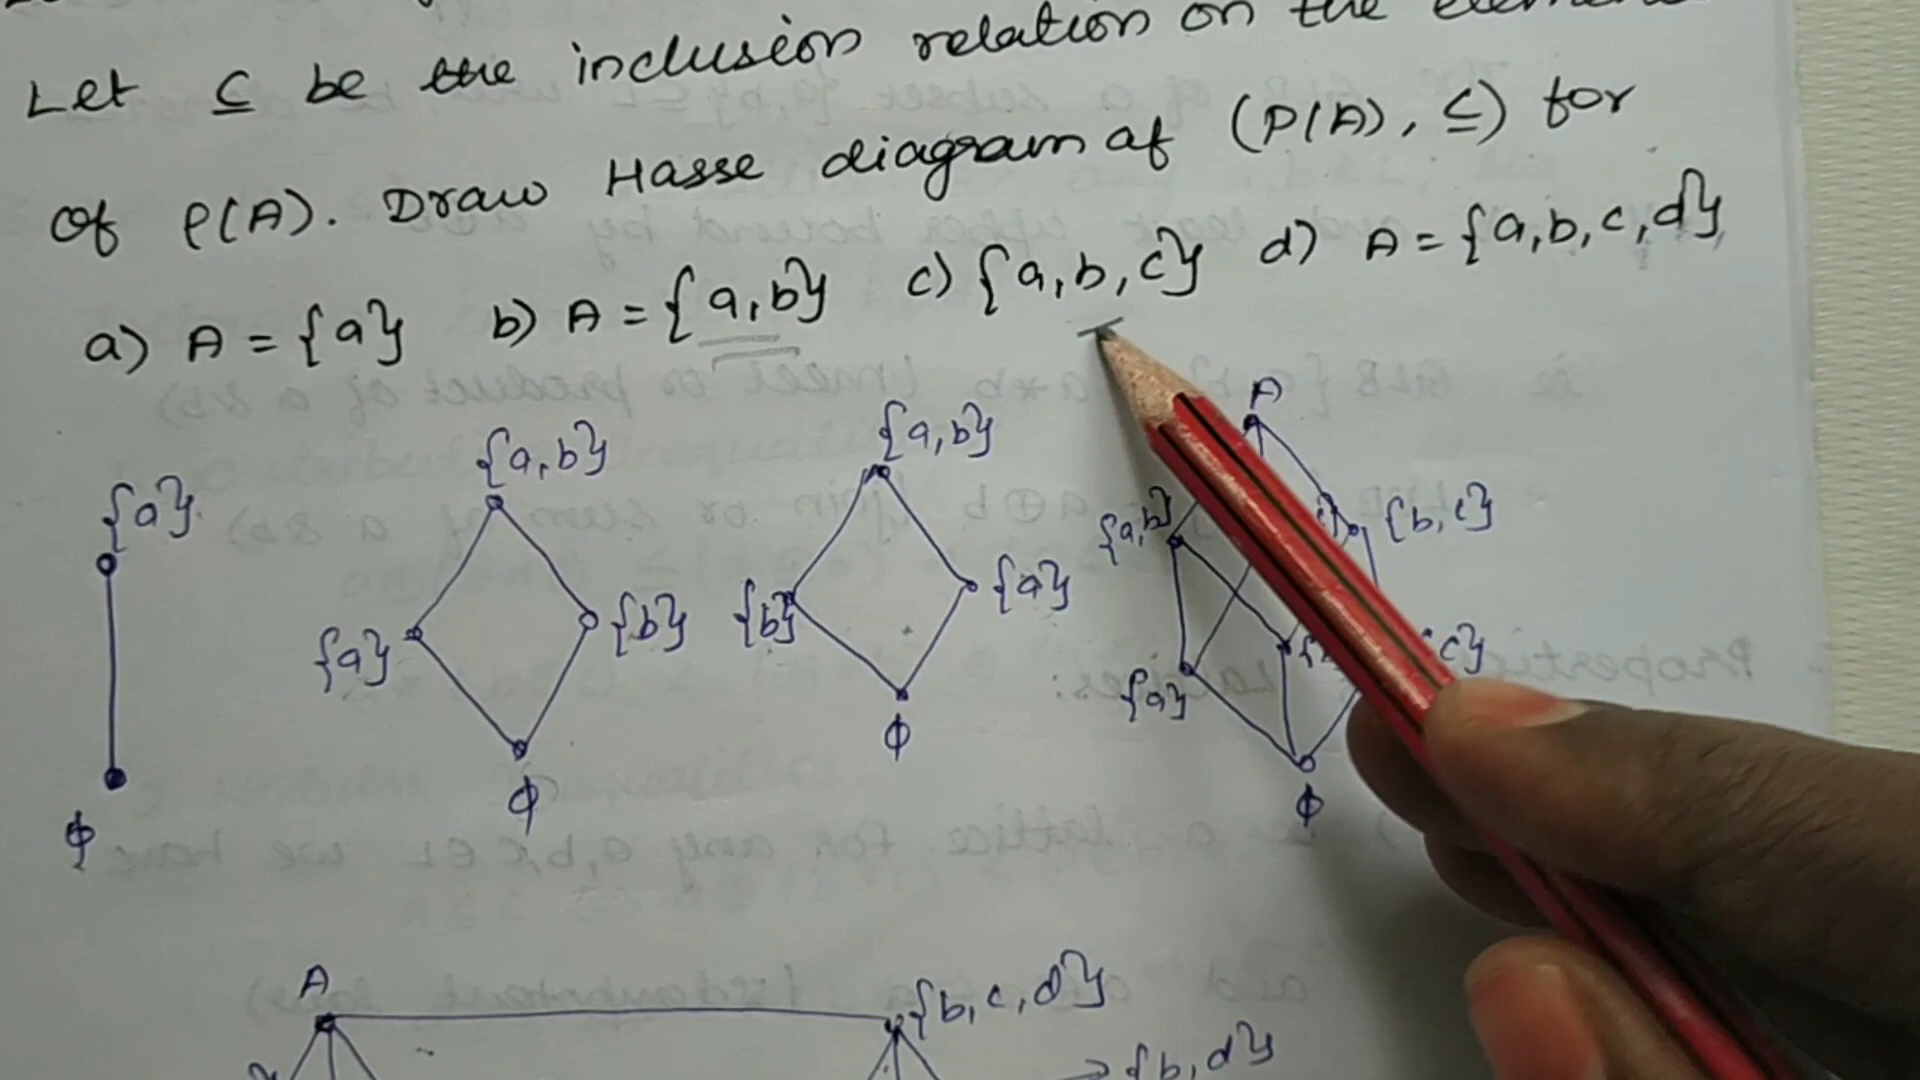 Let ⊆ be the inclusion relation on the
of P(A). Draw Hasse diagram of (P(A), ⊆) for
a) A = {a} b) A = {a,b} c) {a,b,c} d) A = {a,b,c,d},
{a}
ϕ
{a,b}
{a}
{b}
ϕ
{a,b}
{b}
{a}
ϕ
A
{a,b}
{b,c}
{a}
c}
ϕ
A
{b,c,d}
{b,d}